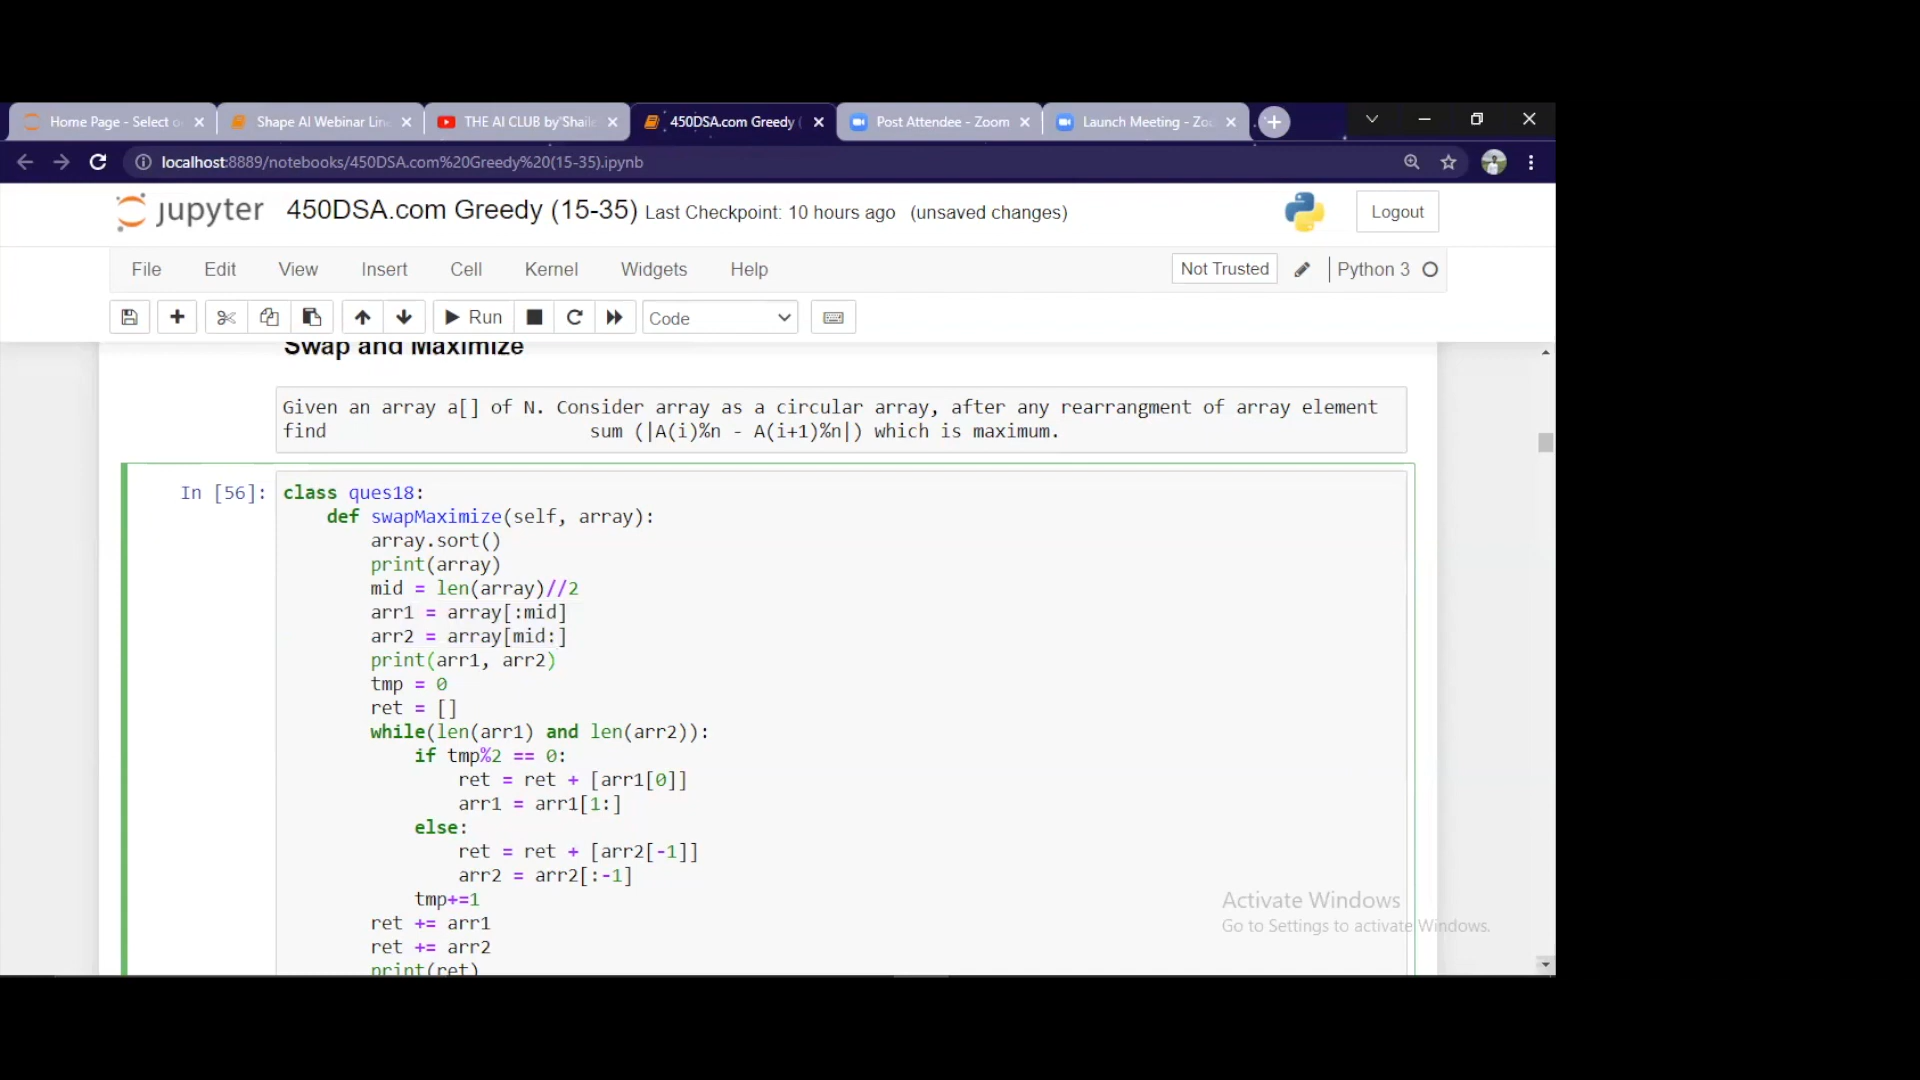 Home Page - Select o
Shape AI Webinar Lin
THE AI CLUB by Shaile
450DSA.com Greedy (
Post Attendee - Zoom
Launch Meeting - Zo
localhost:8889/notebooks/450DSA.com%20Greedy%20(15-35).ipynb
jupyter 450DSA.com Greedy (15-35) Last Checkpoint: 10 hours ago (unsaved changes)
Logout
File Edit View Insert Cell Kernel Widgets Help
Not Trusted
Python 3
Run
Code
Swap and Maximize
Given an array a[] of N. Consider array as a circular array, after any rearrangment of array element
find sum (|A(i)%n - A(i+1)%n|) which is maximum.
In [56]:
class ques18:
    def swapMaximize(self, array):
        array.sort()
        print(array)
        mid = len(array)//2
        arr1 = array[:mid]
        arr2 = array[mid:]
        print(arr1, arr2)
        tmp = 0
        ret = []
        while(len(arr1) and len(arr2)):
            if tmp%2 == 0:
                ret = ret + [arr1[0]]
                arr1 = arr1[1:]
            else:
                ret = ret + [arr2[-1]]
                arr2 = arr2[:-1]
            tmp+=1
        ret += arr1
        ret += arr2
        print(ret)
Activate Windows
Go to Settings to activate Windows.